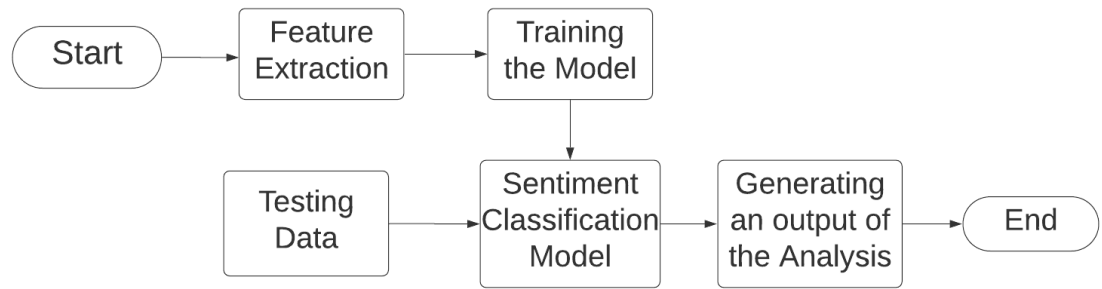 Start
Feature
Extraction
Training
the Model
Testing
Data
Sentiment
Classification
Model
Generating
an output of
the Analysis
End